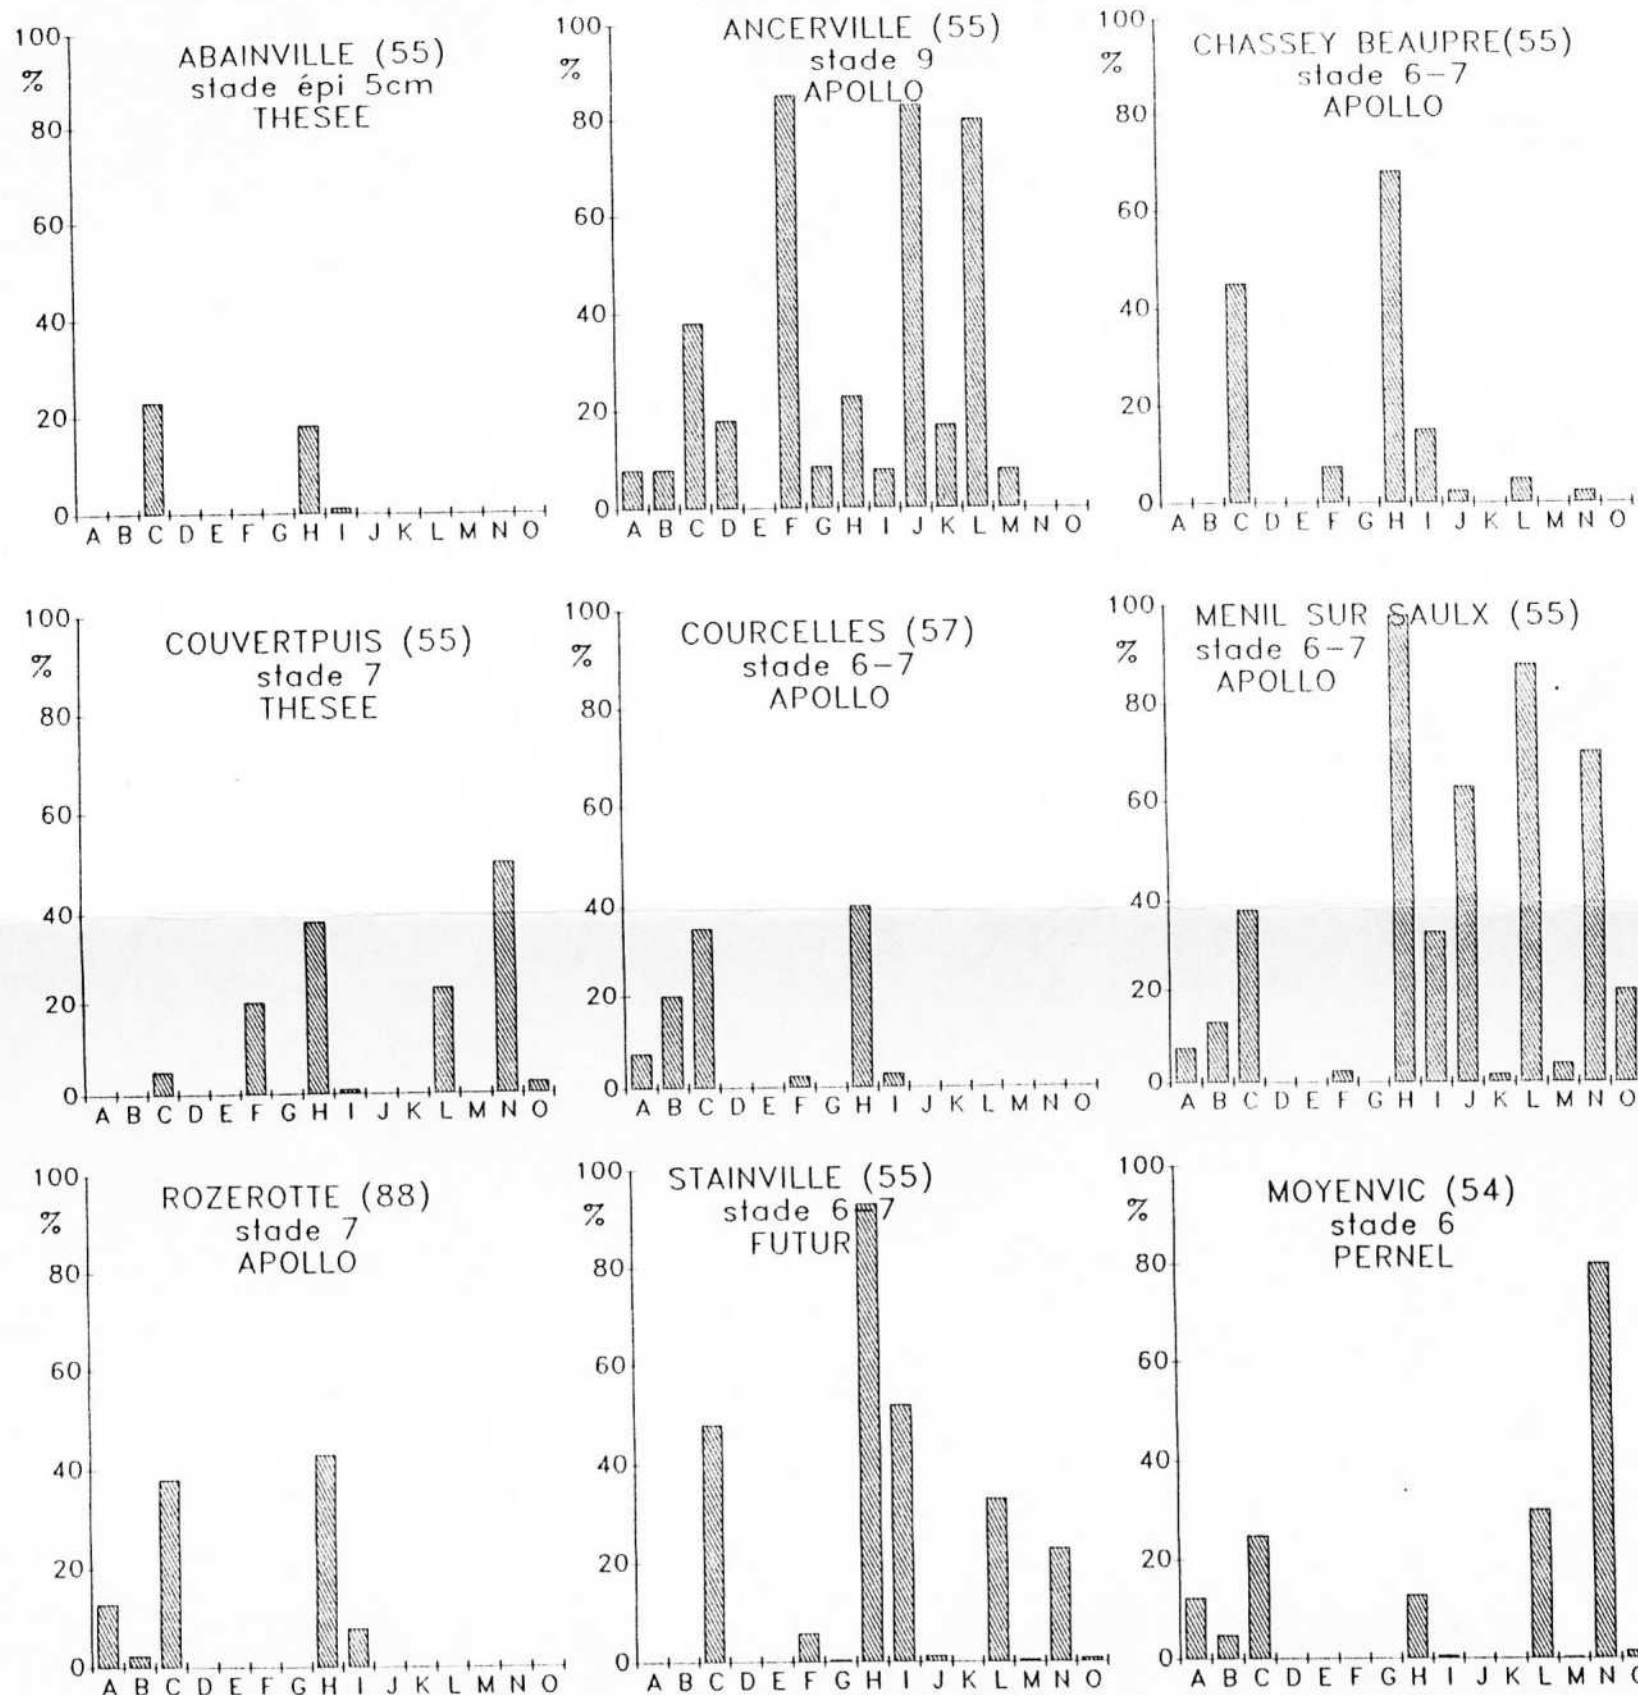 ABAINVILLE (55)
stade épi 5cm
THESEE
100
%
80
60
40
20
0
A B C D E F G H I J K L M N O
ANCERVILLE (55)
stade 9
APOLLO
100
%
80
60
40
20
0
A B C D E F G H I J K L M N O
CHASSEY BEAUPRE(55)
stade 6-7
APOLLO
100
%
80
60
40
20
0
A B C D E F G H I J K L M N O
COUVERTPUIS (55)
stade 7
THESEE
100
%
80
60
40
20
0
A B C D E F G H I J K L M N O
COURCELLES (57)
stade 6-7
APOLLO
100
%
80
60
40
20
0
A B C D E F G H I J K L M N O
MENIL SUR SAULX (55)
stade 6-7
APOLLO
100
%
80
60
40
20
0
A B C D E F G H I J K L M N O
ROZEROTTE (88)
stade 7
APOLLO
100
%
80
60
40
20
0
A B C D E F G H I J K L M N O
STAINVILLE (55)
stade 6-7
FUTUR
100
%
80
60
40
20
0
A B C D E F G H I J K L M N O
MOYENVIC (54)
stade 6
PERNEL
100
%
80
60
40
20
0
A B C D E F G H I J K L M N O